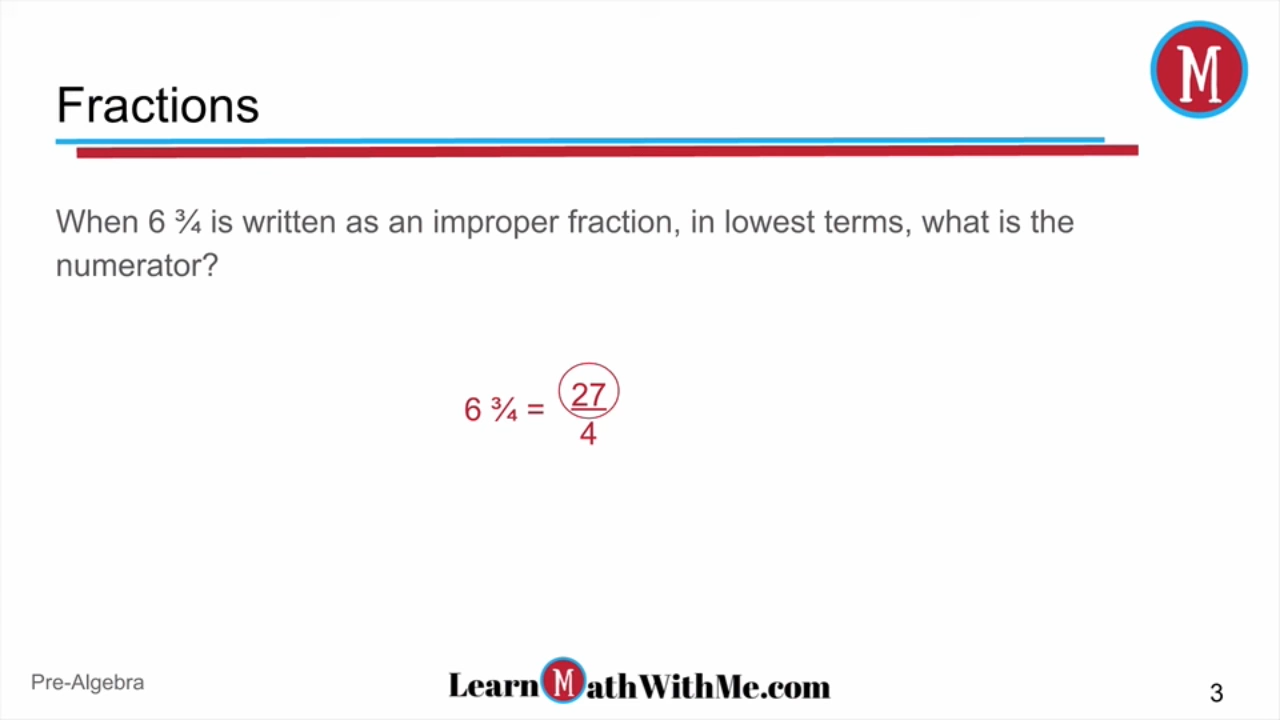 M
Fractions
When 6 ¾ is written as an improper fraction, in lowest terms, what is the
numerator?
27
6 ¾ =
4
Pre-Algebra
LearnMathWithMe.com
3